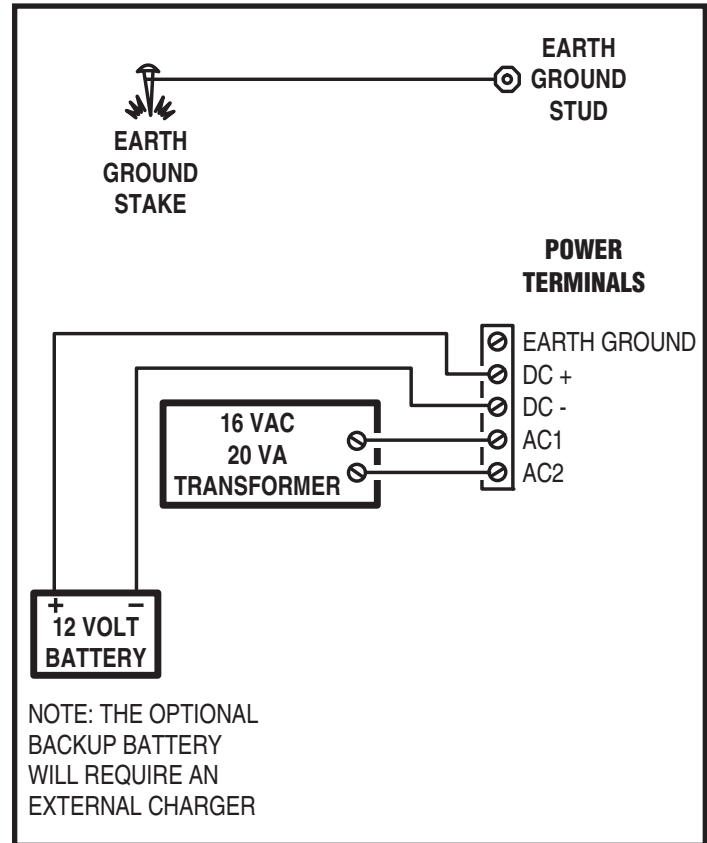 EARTH
GROUND
STUD
EARTH
GROUND
STAKE
POWER
TERMINALS
EARTH GROUND
DC +
DC -
AC1
AC2
16 VAC
20 VA
TRANSFORMER
+ −
12 VOLT
BATTERY
NOTE: THE OPTIONAL
BACKUP BATTERY
WILL REQUIRE AN
EXTERNAL CHARGER